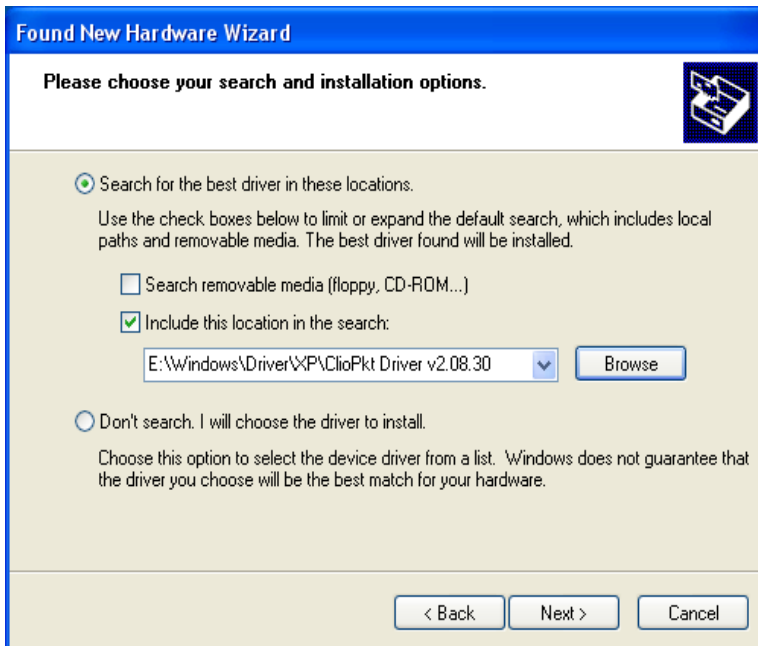 Found New Hardware Wizard
Please choose your search and installation options.
Search for the best driver in these locations.
Use the check boxes below to limit or expand the default search, which includes local
paths and removable media. The best driver found will be installed.
Search removable media (floppy, CD-ROM...)
Include this location in the search:
E:\Windows\Driver\XP\ClioPkt Driver v2.08.30
Browse
Don't search. I will choose the driver to install.
Choose this option to select the device driver from a list.  Windows does not guarantee that
the driver you choose will be the best match for your hardware.
< Back
Next >
Cancel